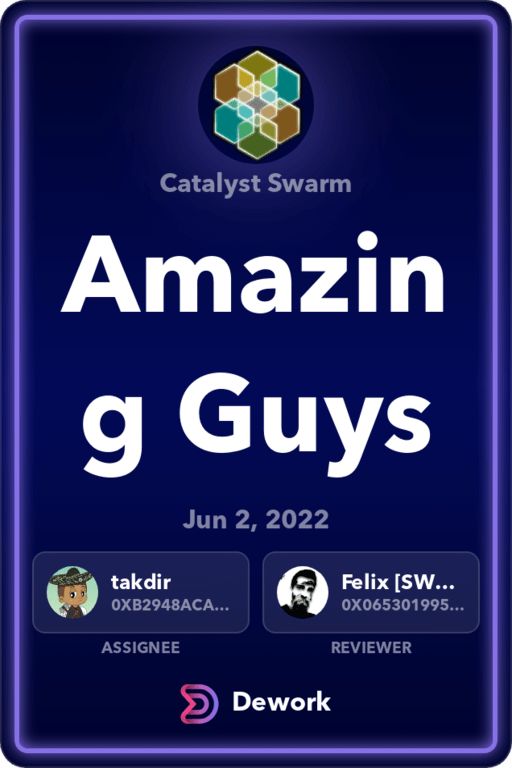 Catalyst Swarm
Amazin
g Guys
Jun 2, 2022
takdir
0XB2948ACA...
ASSIGNEE
Felix [SW...
0X065301995...
REVIEWER
Dework